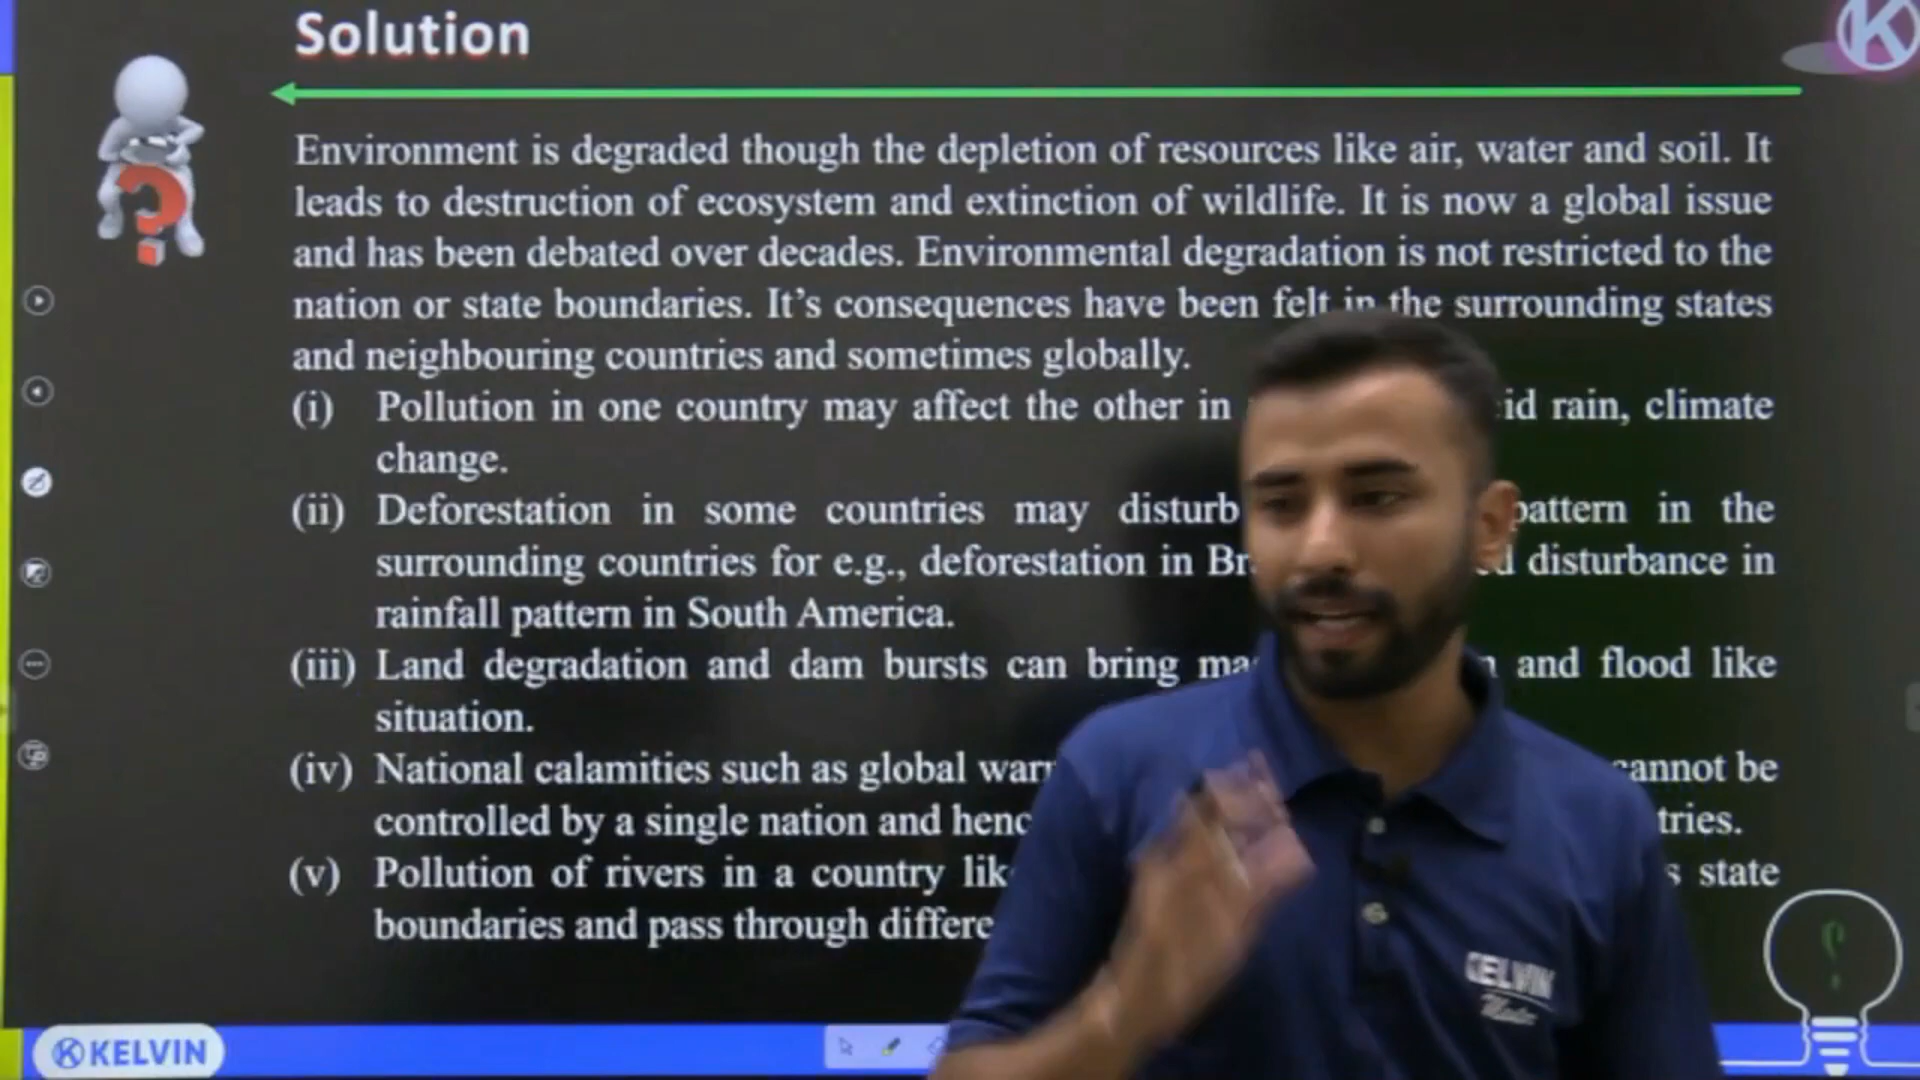 Solution
Environment is degraded though the depletion of resources like air, water and soil. It
leads to destruction of ecosystem and extinction of wildlife. It is now a global issue
and has been debated over decades. Environmental degradation is not restricted to the
nation or state boundaries. It's consequences have been felt in the surrounding states
and neighbouring countries and sometimes globally.
(i) Pollution in one country may affect the other in rain, climate
change.
(ii) Deforestation in some countries may disturb pattern in the
surrounding countries for e.g., deforestation in disturbance in
rainfall pattern in South America.
(iii) Land degradation and dam bursts can bring and flood like
situation.
(iv) National calamities such as global cannot be
controlled by a single nation and
(v) Pollution of rivers in a country state
boundaries and pass through
KELVIN
KELVIN